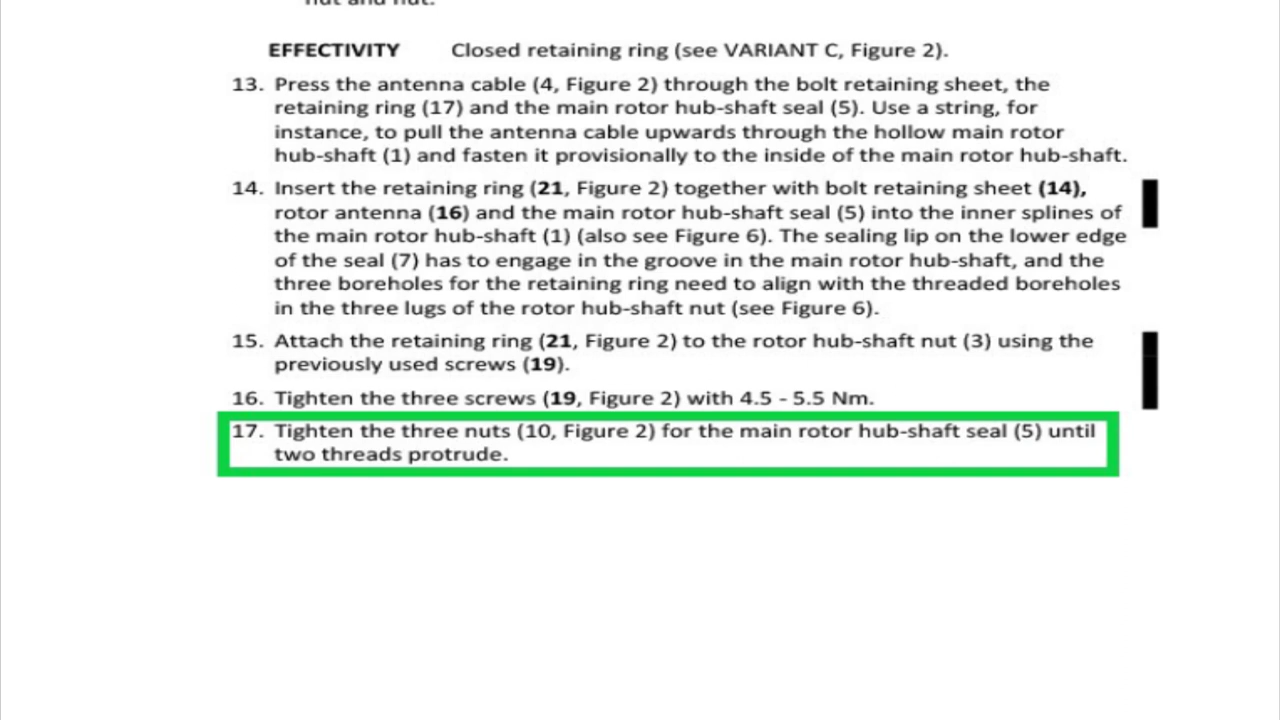 nut and nut.
EFFECTIVITY Closed retaining ring (see VARIANT C, Figure 2).
13. Press the antenna cable (4, Figure 2) through the bolt retaining sheet, the
retaining ring (17) and the main rotor hub-shaft seal (5). Use a string, for
instance, to pull the antenna cable upwards through the hollow main rotor
hub-shaft (1) and fasten it provisionally to the inside of the main rotor hub-shaft.
14. Insert the retaining ring (21, Figure 2) together with bolt retaining sheet (14),
rotor antenna (16) and the main rotor hub-shaft seal (5) into the inner splines of
the main rotor hub-shaft (1) (also see Figure 6). The sealing lip on the lower edge
of the seal (7) has to engage in the groove in the main rotor hub-shaft, and the
three boreholes for the retaining ring need to align with the threaded boreholes
in the three lugs of the rotor hub-shaft nut (see Figure 6).
15. Attach the retaining ring (21, Figure 2) to the rotor hub-shaft nut (3) using the
previously used screws (19).
16. Tighten the three screws (19, Figure 2) with 4.5 - 5.5 Nm.
17. Tighten the three nuts (10, Figure 2) for the main rotor hub-shaft seal (5) until
two threads protrude.